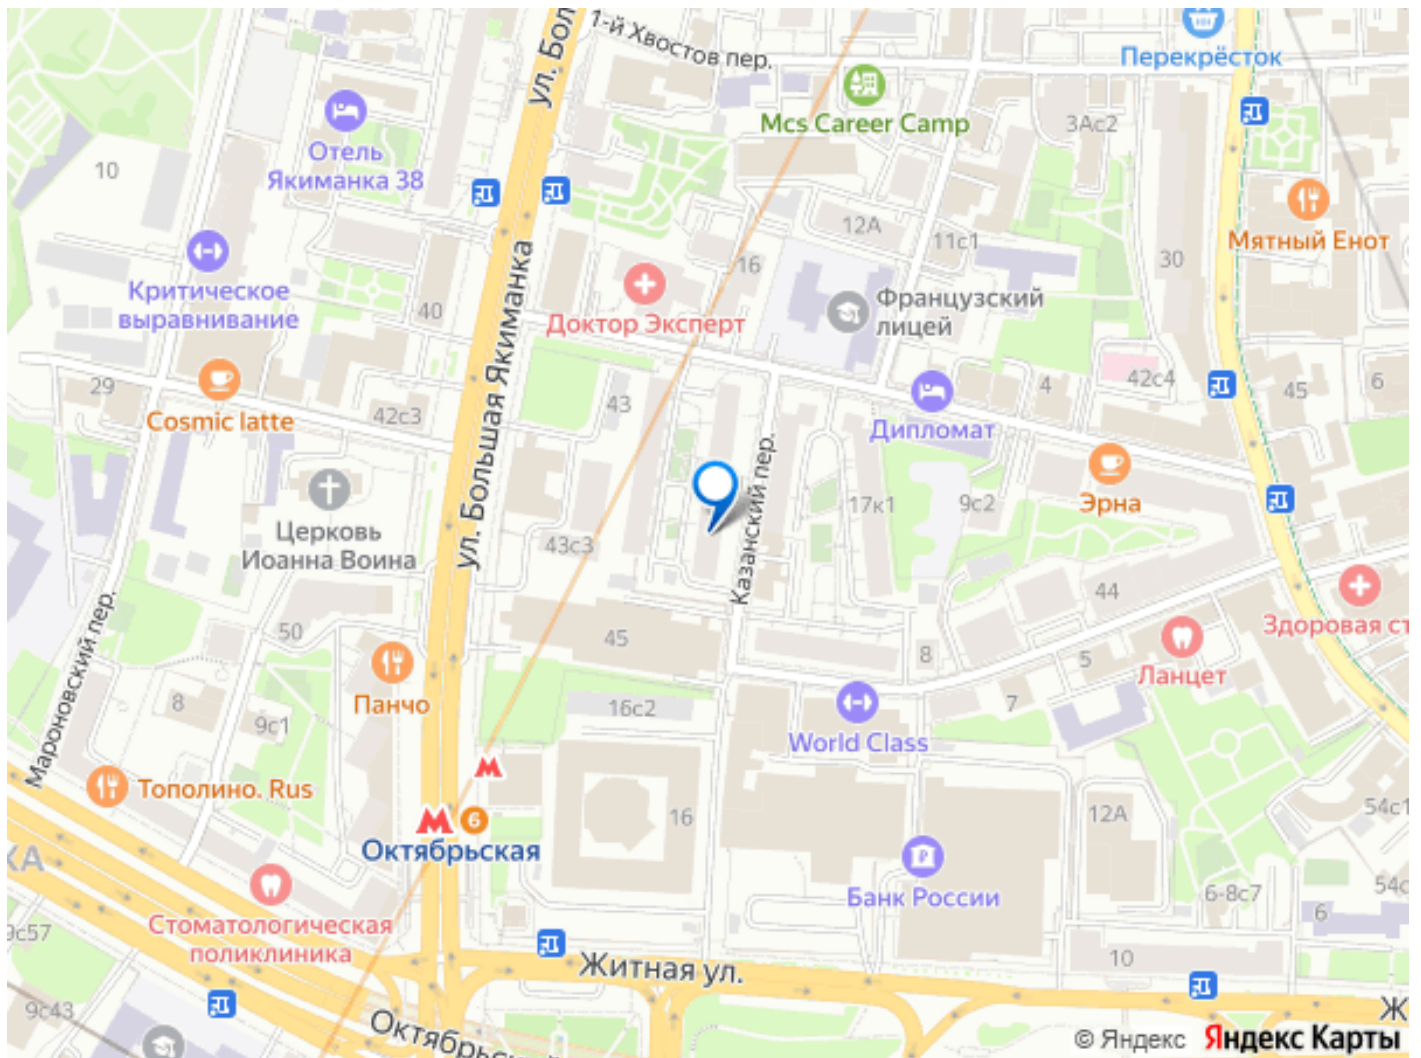 1-й Хвостов пер.
ул. Бол
Перекрёсток
Mcs Career Camp
3Ас2
Отель
Якиманка 38
10
12А
11с1
Мятный Енот
30
16
Критическое
выравнивание
40
Доктор Эксперт
Французский
лицей
ул. Большая Якиманка
29
Cosmic latte
42с3
43
4
42с4
45
6
Дипломат
Казанский пер.
17к1
9с2
Эрна
Церковь
Иоанна Воина
43с3
44
Здоровая ст
Мароновский пер.
50
45
8
5
Ланцет
Панчо
8
9с1
16с2
7
World Class
Тополино. Rus
16
12А
54с1
6
Октябрьская
ХА
Банк России
6-8с7
54с
6
Стоматологическая
поликлиника
9с57
Житная ул.
10
9с43
Октябрьск
Ж
© Яндекс Яндекс Карты